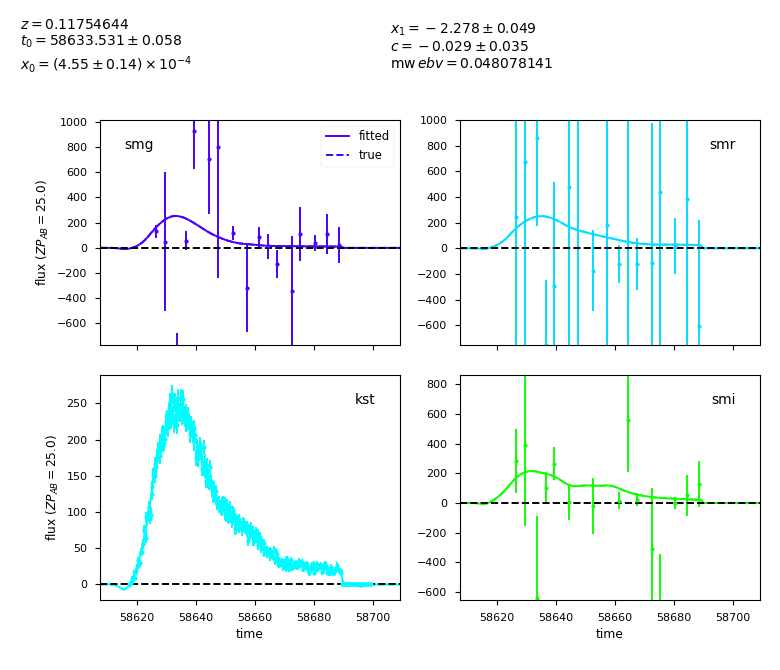 z = 0.11754644
t₀ = 58633.531 ± 0.058
x₀ = (4.55 ± 0.14) × 10⁻⁴
x₁ = −2.278 ± 0.049
c = −0.029 ± 0.035
mw ebv = 0.048078141
smg
fitted
true
flux (ZP_AB = 25.0)
1000
800
600
400
200
0
−200
−400
−600
smr
1000
800
600
400
200
0
−200
−400
−600
kst
flux (ZP_AB = 25.0)
250
200
150
100
50
0
58620 58640 58660 58680 58700
time
smi
800
600
400
200
0
−200
−400
−600
58620 58640 58660 58680 58700
time